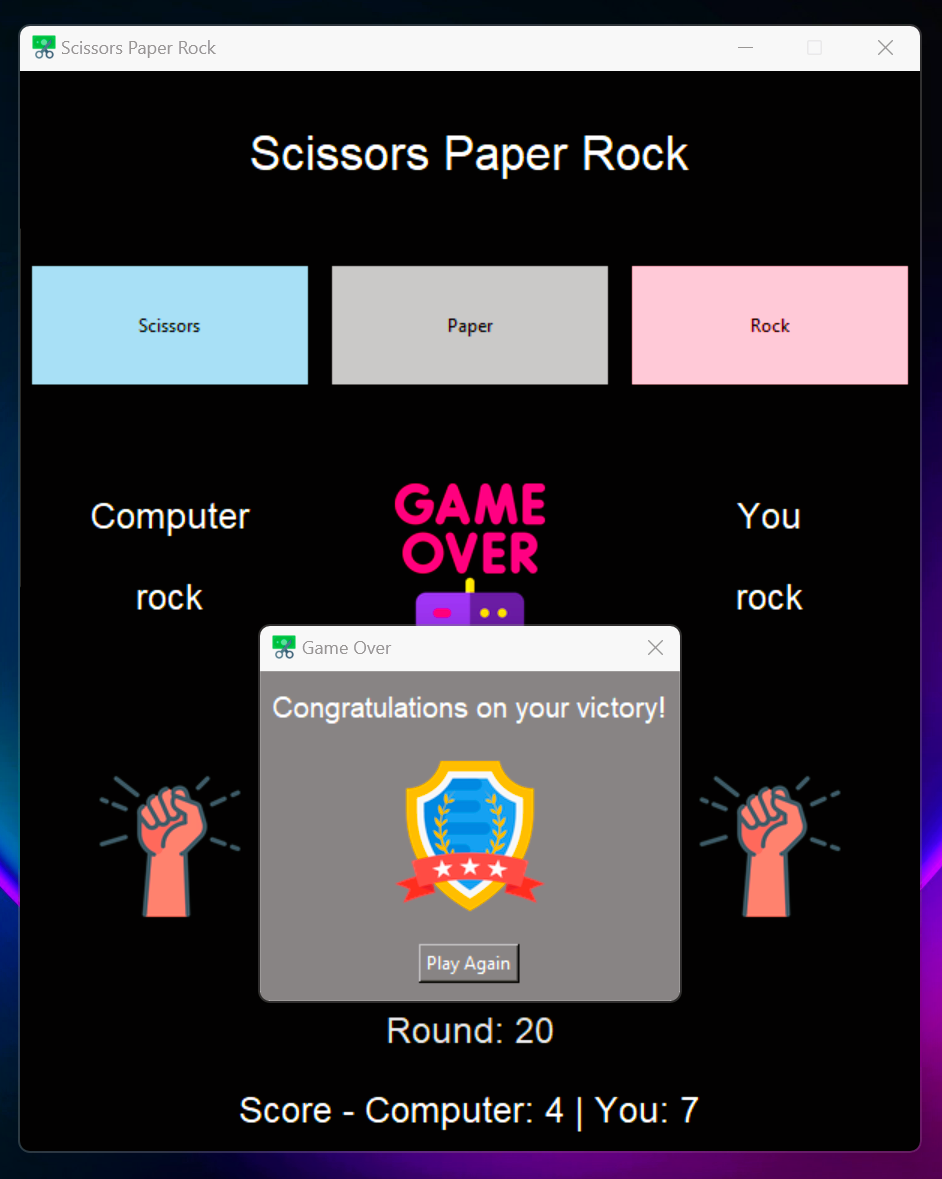 Scissors Paper Rock
Scissors Paper Rock
Scissors
Paper
Rock
Computer
GAME
OVER
You
rock
rock
Game Over
Congratulations on your victory!
Play Again
Round: 20
Score - Computer: 4 | You: 7